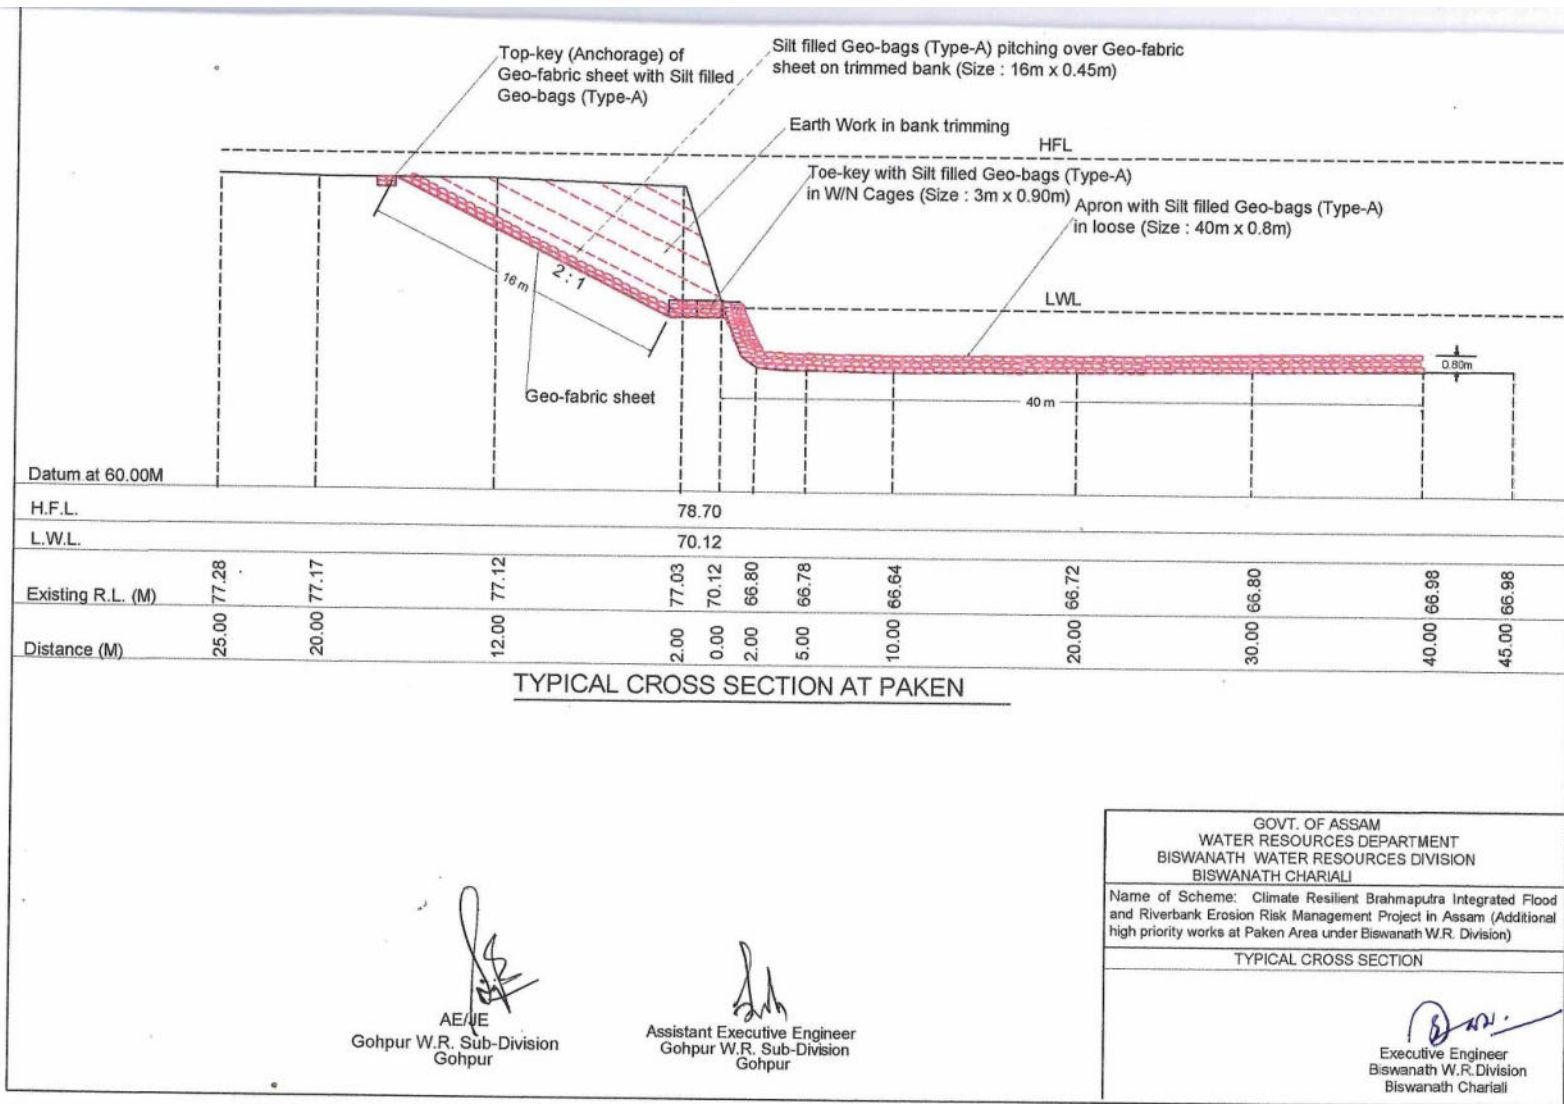 Top-key (Anchorage) of
Geo-fabric sheet with Silt filled
Geo-bags (Type-A)
Silt filled Geo-bags (Type-A) pitching over Geo-fabric
sheet on trimmed bank (Size : 16m x 0.45m)
Earth Work in bank trimming
HFL
Toe-key with Silt filled Geo-bags (Type-A)
in W/N Cages (Size : 3m x 0.90m)
Apron with Silt filled Geo-bags (Type-A)
in loose (Size : 40m x 0.8m)
16 m
2 : 1
LWL
0.80m
Geo-fabric sheet
40 m
Datum at 60.00M
H.F.L. 78.70
L.W.L. 70.12
Existing R.L. (M) 77.28 77.17 77.12 77.03 70.12 66.80 66.78 66.64 66.72 66.80 66.98 66.98
Distance (M) 25.00 20.00 12.00 2.00 0.00 2.00 5.00 10.00 20.00 30.00 40.00 45.00
TYPICAL CROSS SECTION AT PAKEN
GOVT. OF ASSAM
WATER RESOURCES DEPARTMENT
BISWANATH WATER RESOURCES DIVISION
BISWANATH CHARIALI
Name of Scheme: Climate Resilient Brahmaputra Integrated Flood
and Riverbank Erosion Risk Management Project in Assam (Additional
high priority works at Paken Area under Biswanath W.R. Division)
TYPICAL CROSS SECTION
AE/JE
Gohpur W.R. Sub-Division
Gohpur
Assistant Executive Engineer
Gohpur W.R. Sub-Division
Gohpur
Executive Engineer
Biswanath W.R.Division
Biswanath Chariali